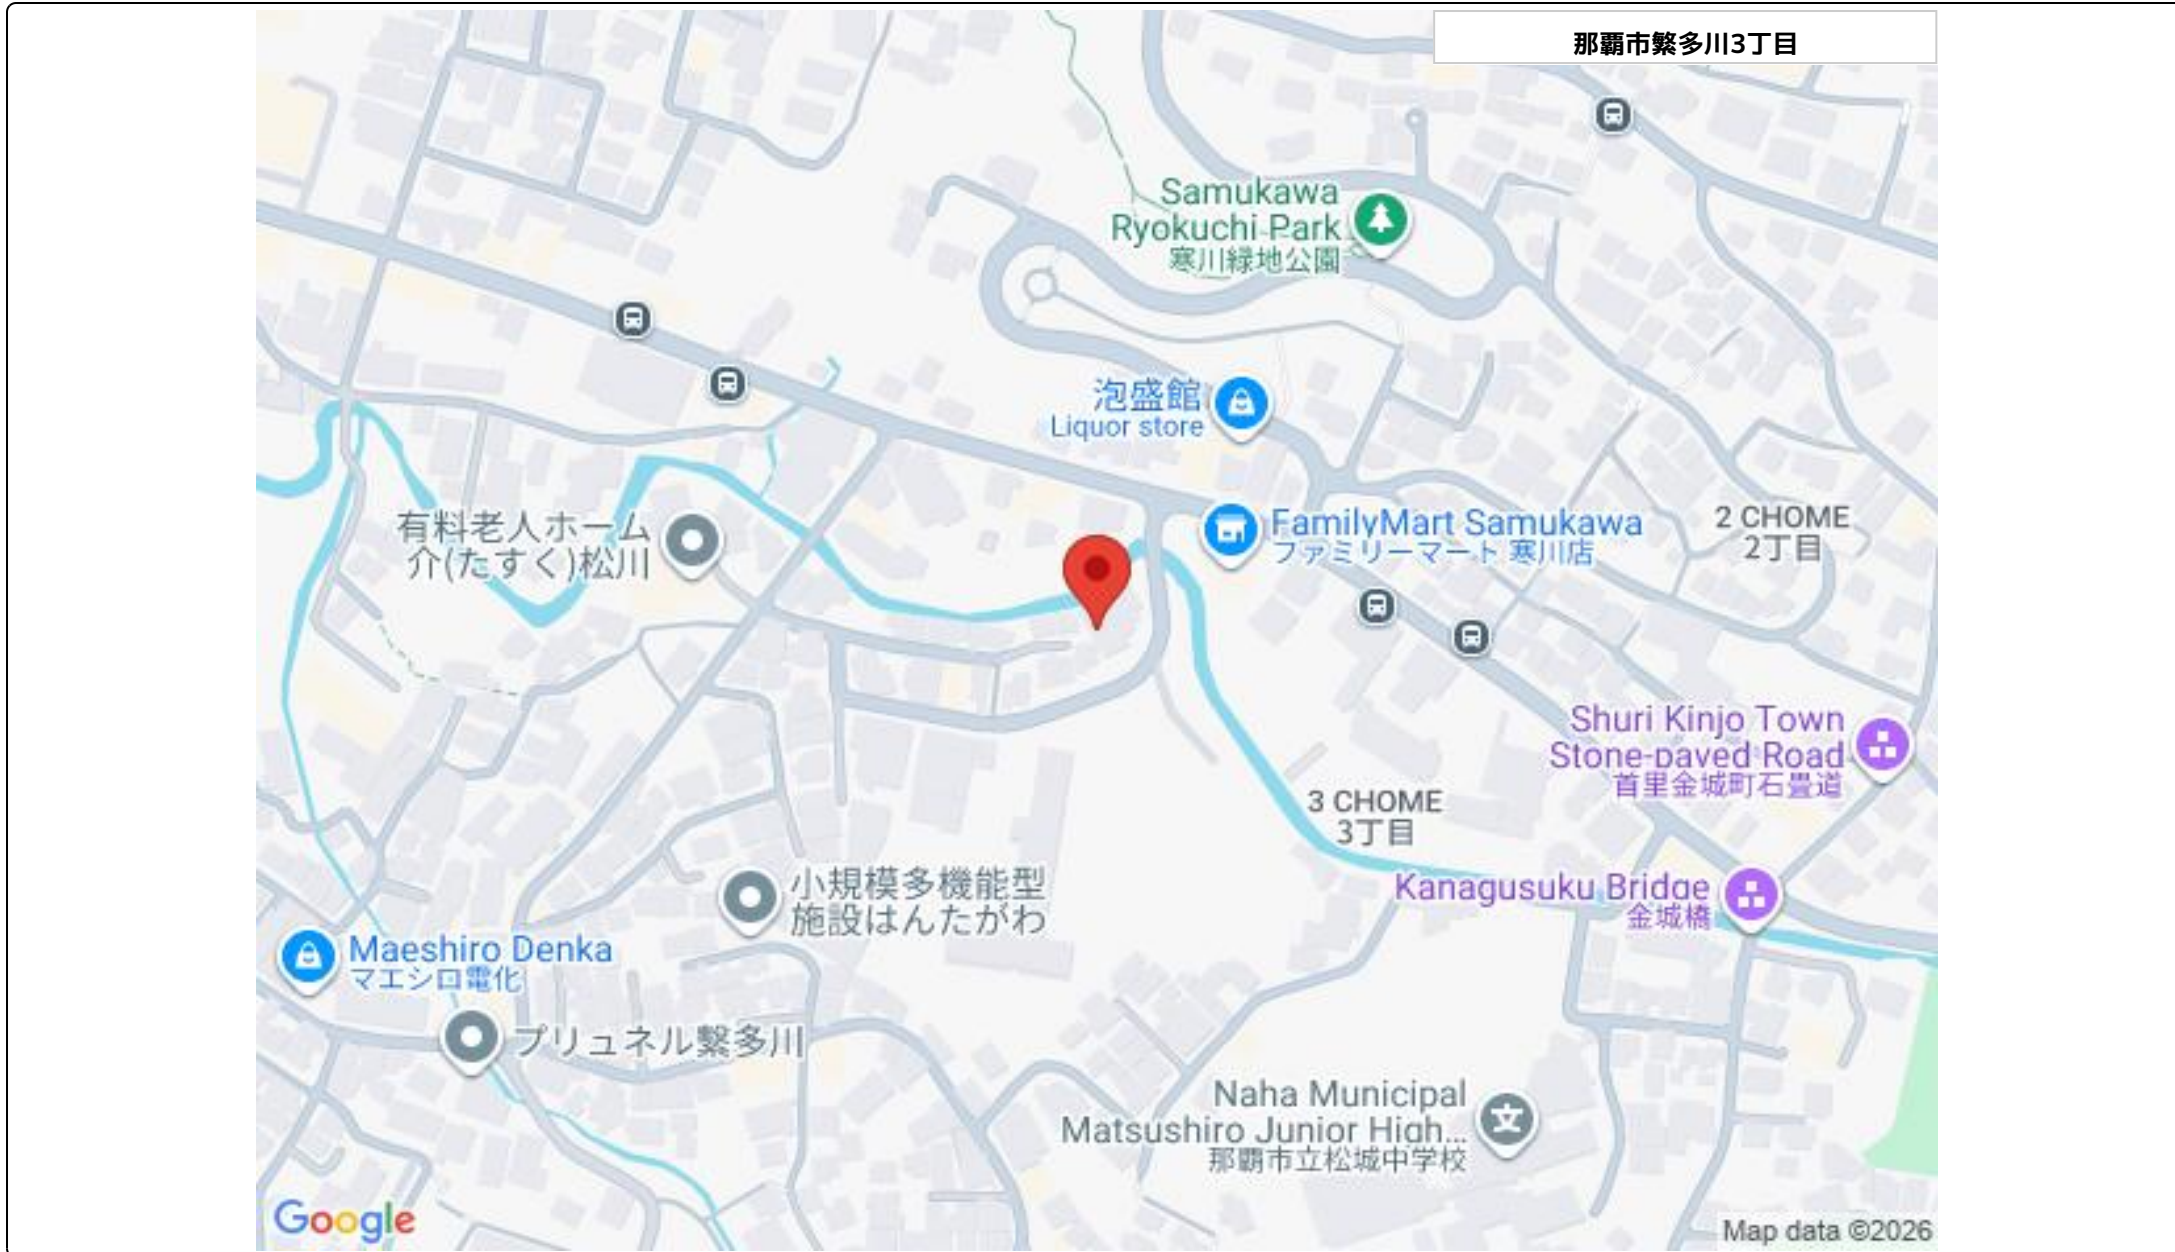 那覇市繁多川3丁目
Samukawa
Ryokuchi Park
寒川緑地公園
泡盛館
Liquor store
FamilyMart Samukawa
ファミリーマート 寒川店
2 CHOME
2丁目
有料老人ホーム
介(たすく)松川
Shuri Kinjo Town
Stone-paved Road
首里金城町石畳道
3 CHOME
3丁目
Kanagusuku Bridge
金城橋
小規模多機能型
施設はんたがわ
Maeshiro Denka
マエシロ電化
プリュネル繁多川
Naha Municipal
Matsushiro Junior High...
那覇市立松城中学校
Google
Map data ©2026